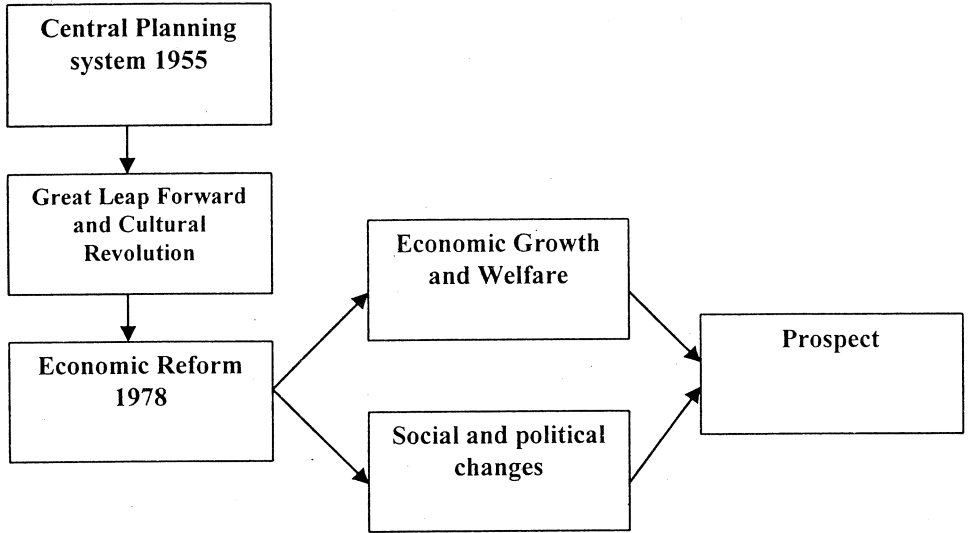 Central Planning
system 1955
Great Leap Forward
and Cultural
Revolution
Economic Reform
1978
Economic Growth
and Welfare
Social and political
changes
Prospect